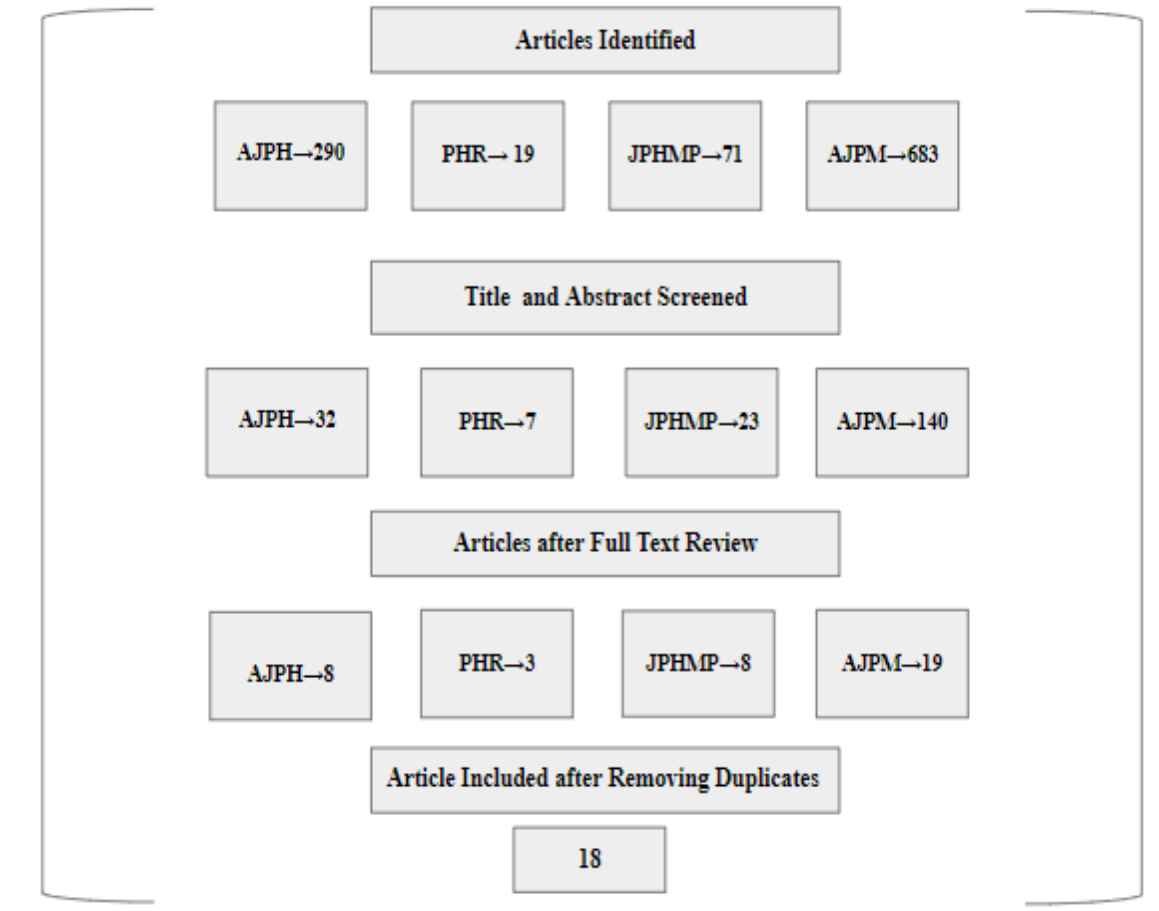 Articles Identified
AJPH→290
PHR→ 19
JPHMP→71
AJPM→683
Title and Abstract Screened
AJPH→32
PHR→7
JPHMP→23
AJPM→140
Articles after Full Text Review
AJPH→8
PHR→3
JPHMP→8
AJPM→19
Article Included after Removing Duplicates
18